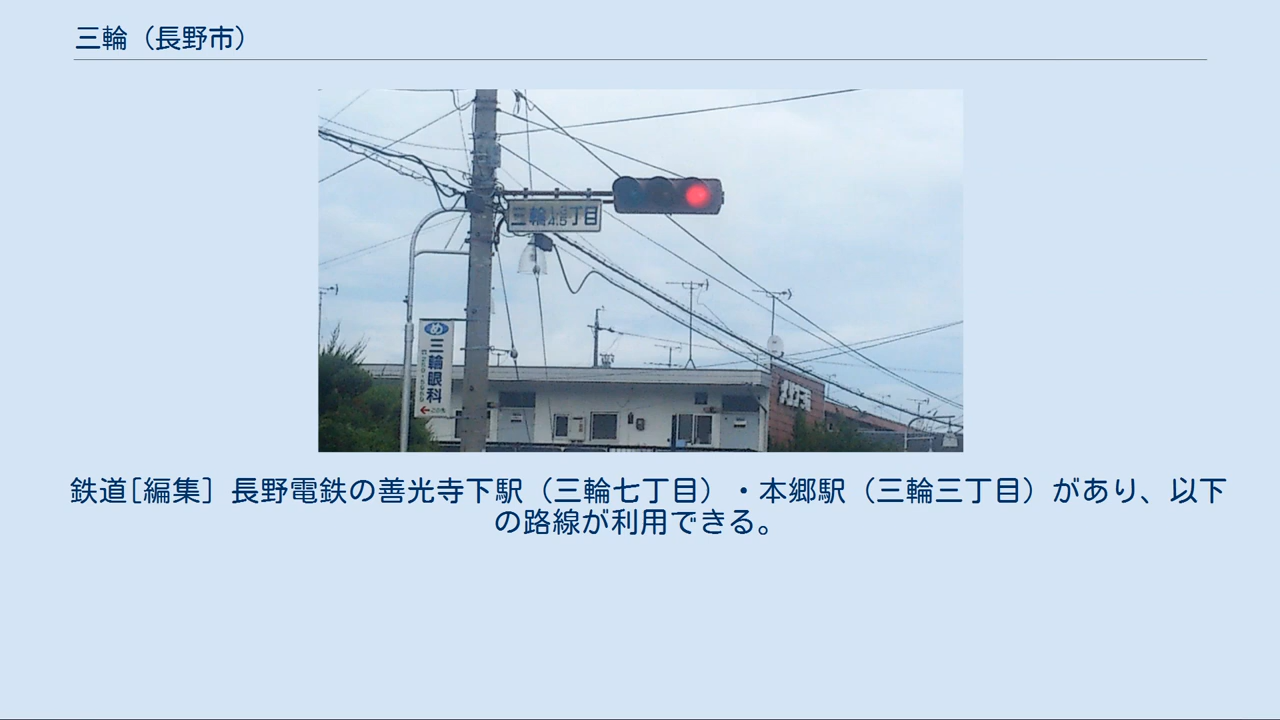 三輪（長野市）
三輪 丁目
め
三輪眼科
鉄道[編集] 長野電鉄の善光寺下駅（三輪七丁目）・本郷駅（三輪三丁目）があり、以下
の路線が利用できる。